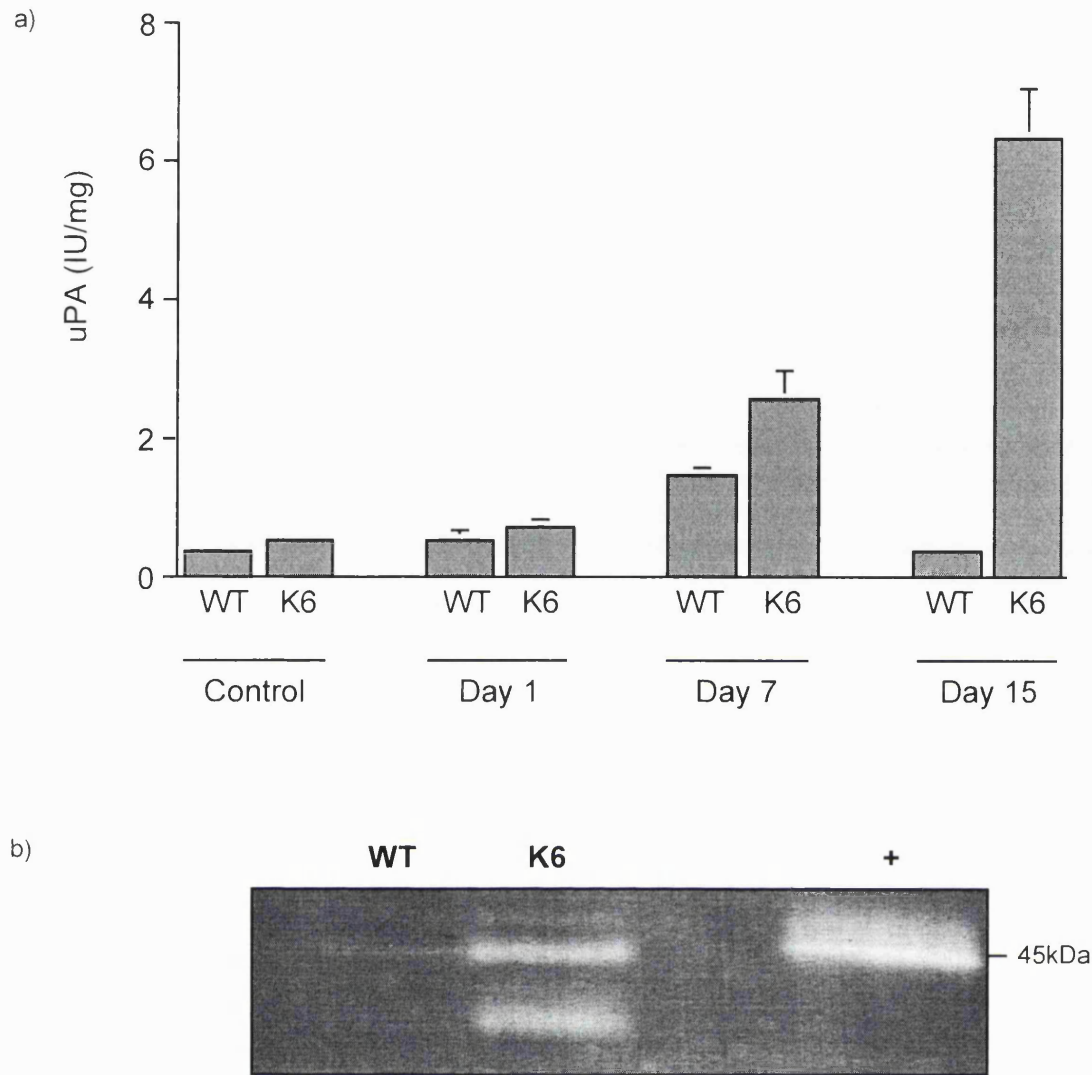 a)
uPA (IU/mg)
8
6
4
2
0
WT K6 WT K6 WT K6 WT K6
Control Day 1 Day 7 Day 15
b)
WT K6 +
45kDa